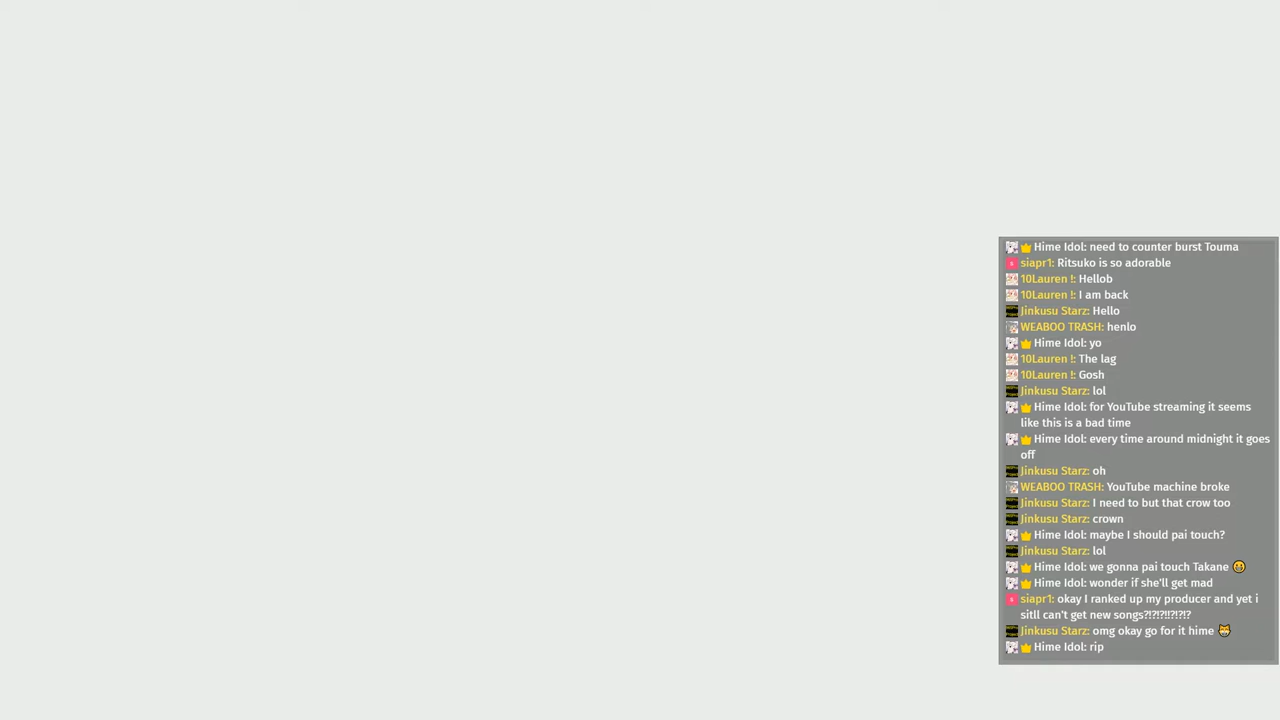 Hime Idol: need to counter burst Touma
siapr1: Ritsuko is so adorable
10Lauren !: Hellob
10Lauren !: I am back
Jinkusu Starz: Hello
WEABOO TRASH: henlo
Hime Idol: yo
10Lauren !: The lag
10Lauren !: Gosh
Jinkusu Starz: lol
Hime Idol: for YouTube streaming it seems
like this is a bad time
Hime Idol: every time around midnight it goes
off
Jinkusu Starz: oh
WEABOO TRASH: YouTube machine broke
Jinkusu Starz: I need to but that crow too
Jinkusu Starz: crown
Hime Idol: maybe I should pai touch?
Jinkusu Starz: lol
Hime Idol: we gonna pai touch Takane 😀
Hime Idol: wonder if she'll get mad
siapr1: okay I ranked up my producer and yet i
sitll can't get new songs?!?!?!!?!?!?
Jinkusu Starz: omg okay go for it hime 😸
Hime Idol: rip